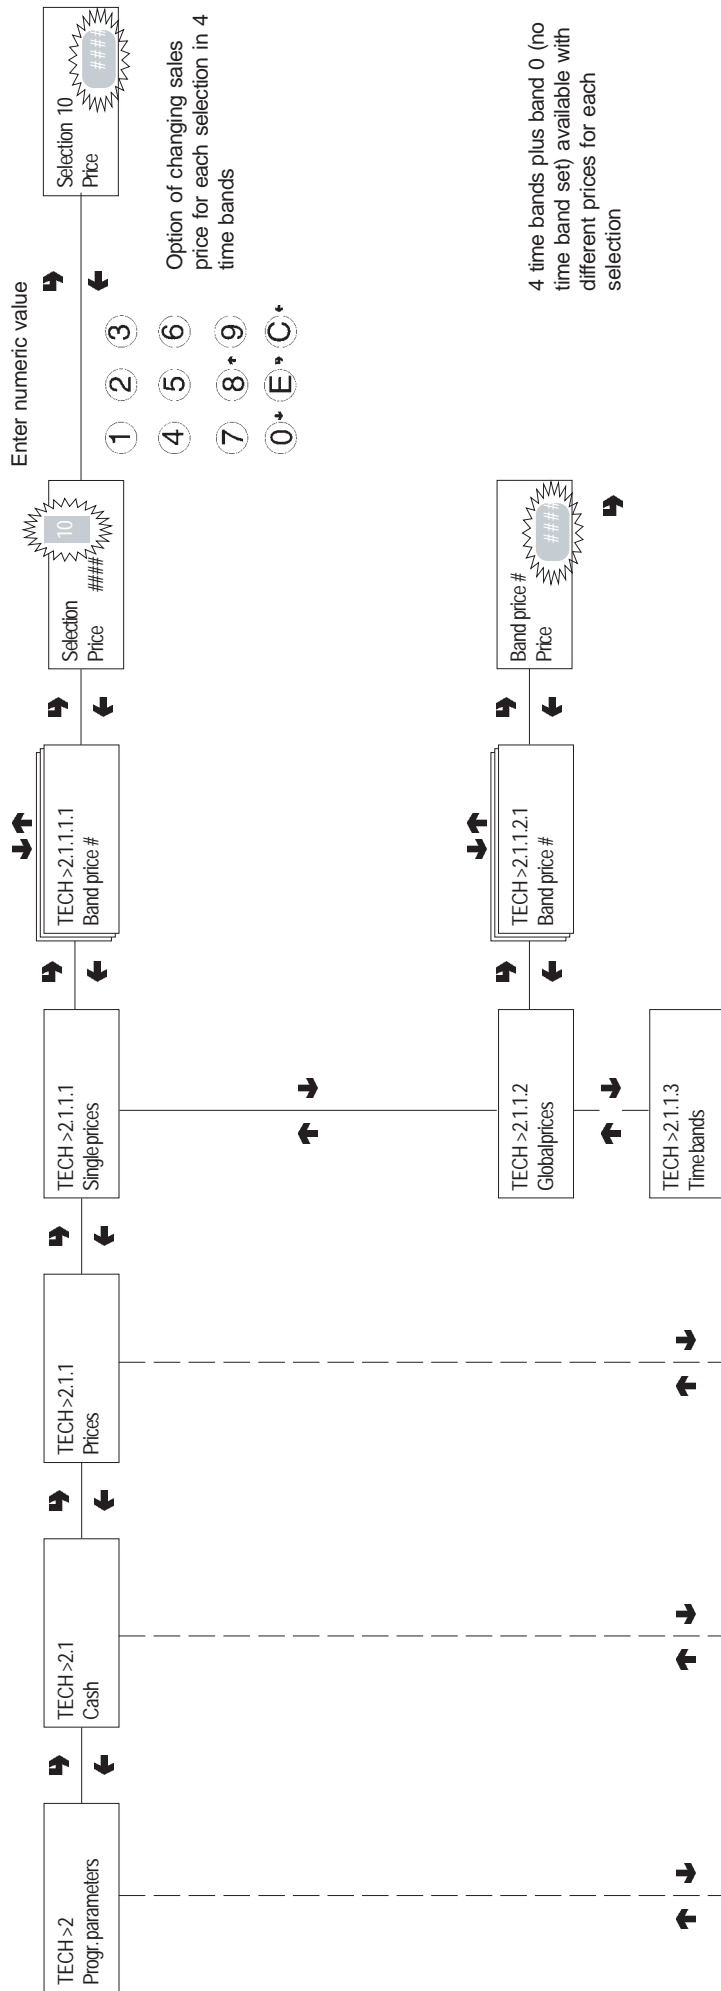 TECH >2
Progr. parameters
TECH >2.1
Cash
TECH >2.1.1
Prices
TECH >2.1.1.1
Single prices
TECH >2.1.1.1.1
Band price #
Selection 10
Price ####
Enter numeric value
Selection 10
Price ####
1 2 3
4 5 6
7 8 9
0 E C
Option of changing sales
price for each selection in 4
time bands
TECH >2.1.1.2
Global prices
TECH >2.1.1.2.1
Band price #
Band price #
Price ####
4 time bands plus band 0 (no
time band set) available with
different prices for each
selection
TECH >2.1.1.3
Time bands